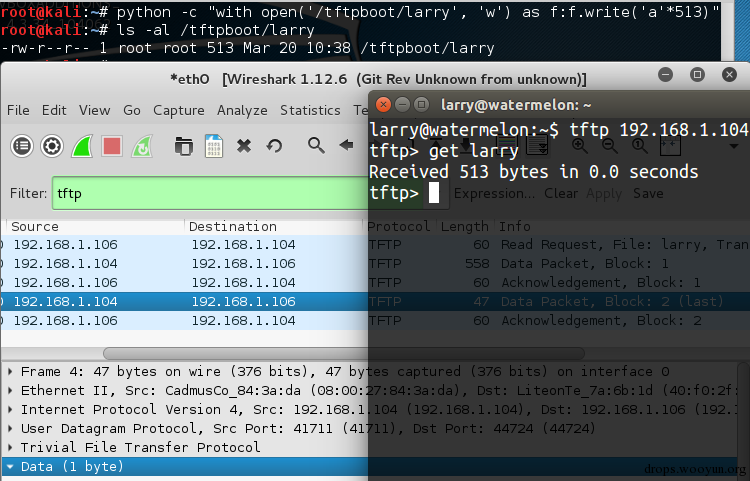 root@kali:~# python -c "with open('/tftpboot/larry', 'w') as f:f.write('a'*513)"
root@kali:~# ls -al /tftpboot/larry
-rw-r--r-- 1 root root 513 Mar 20 10:38 /tftpboot/larry
*eth0 [Wireshark 1.12.6 (Git Rev Unknown from unknown)]
File Edit View Go Capture Analyze Statistics Te
larry@watermelon: ~
larry@watermelon:~$ tftp 192.168.1.104
tftp> get larry
Received 513 bytes in 0.0 seconds
tftp>
Filter: tftp Expression... Clear Apply Save
Source Destination Protocol Length Info
192.168.1.106 192.168.1.104 TFTP 60 Read Request, File: larry, Tran
192.168.1.104 192.168.1.106 TFTP 558 Data Packet, Block: 1
192.168.1.106 192.168.1.104 TFTP 60 Acknowledgement, Block: 1
192.168.1.104 192.168.1.106 TFTP 47 Data Packet, Block: 2 (last)
192.168.1.106 192.168.1.104 TFTP 60 Acknowledgement, Block: 2
Frame 4: 47 bytes on wire (376 bits), 47 bytes captured (376 bits) on interface 0
Ethernet II, Src: CadmusCo_84:3a:da (08:00:27:84:3a:da), Dst: LiteonTe_7a:6b:1d (40:f0:2f:
Internet Protocol Version 4, Src: 192.168.1.104 (192.168.1.104), Dst: 192.168.1.106 (192.1
User Datagram Protocol, Src Port: 41711 (41711), Dst Port: 44724 (44724)
Trivial File Transfer Protocol
Data (1 byte)
drops.wooyun.org